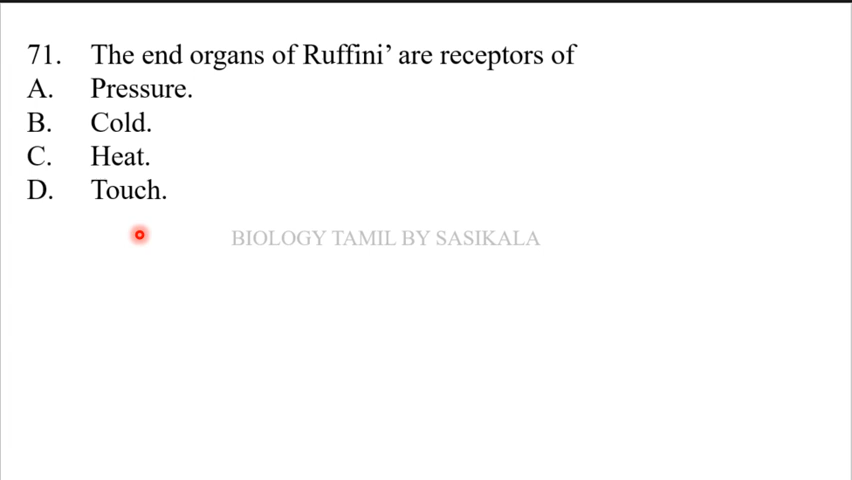 71. The end organs of Ruffini’ are receptors of
A. Pressure.
B. Cold.
C. Heat.
D. Touch.
BIOLOGY TAMIL BY SASIKALA